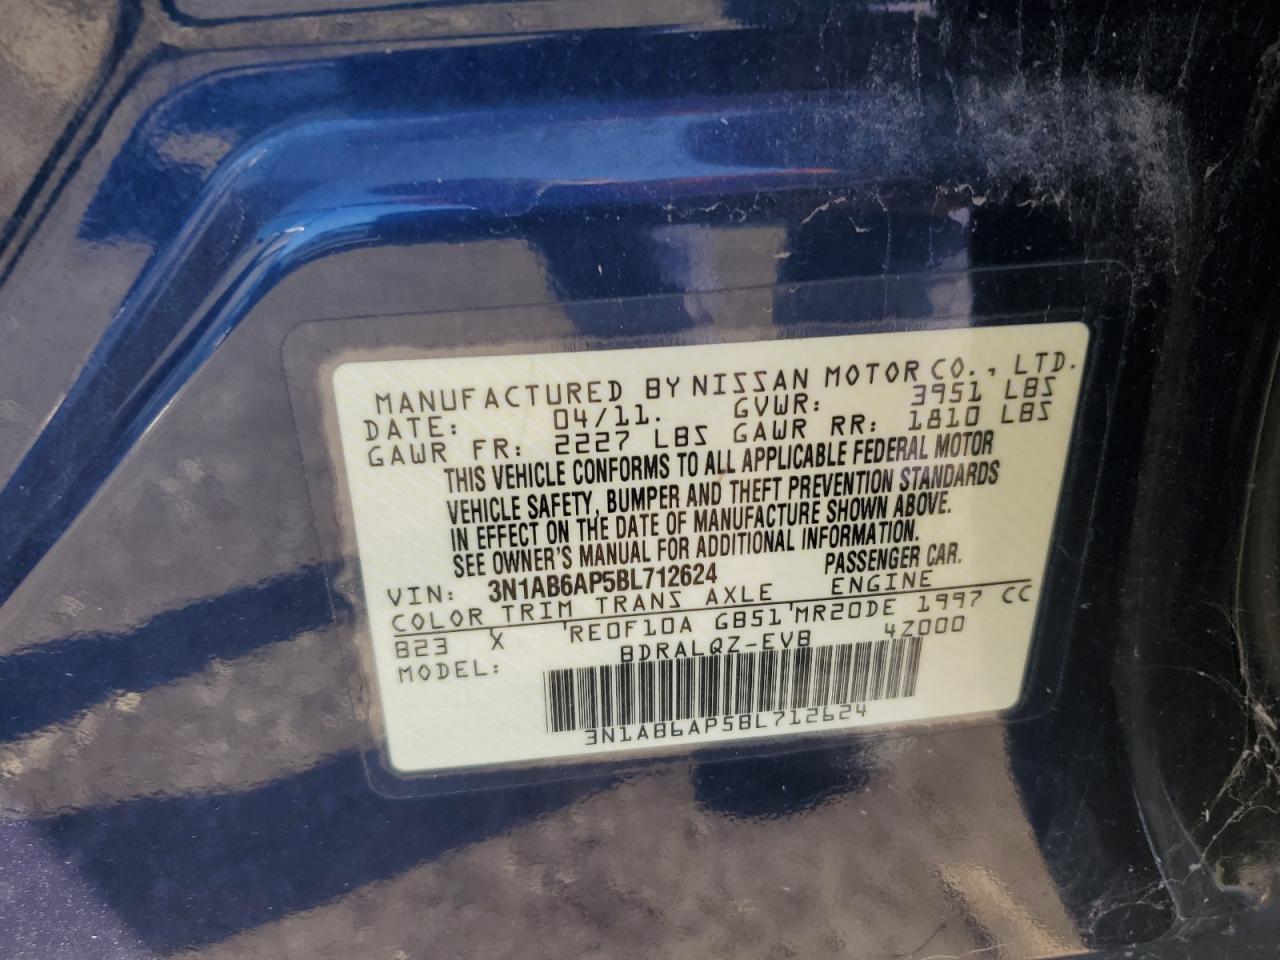 MANUFACTURED BY NISSAN MOTOR CO., LTD.
DATE: 04/11. GVWR: 3951 LBS
GAWR FR: 2227 LBS GAWR RR: 1810 LBS
THIS VEHICLE CONFORMS TO ALL APPLICABLE FEDERAL MOTOR
VEHICLE SAFETY, BUMPER AND THEFT PREVENTION STANDARDS
IN EFFECT ON THE DATE OF MANUFACTURE SHOWN ABOVE.
SEE OWNER'S MANUAL FOR ADDITIONAL INFORMATION.
VIN: 3N1AB6AP5BL712624 PASSENGER CAR.
COLOR TRIM TRANS AXLE ENGINE
B23 X RE0F10A GB51 MR20DE 1997 CC
MODEL: BDRALQZ-EVB 4Z000
3N1AB6AP5BL712624